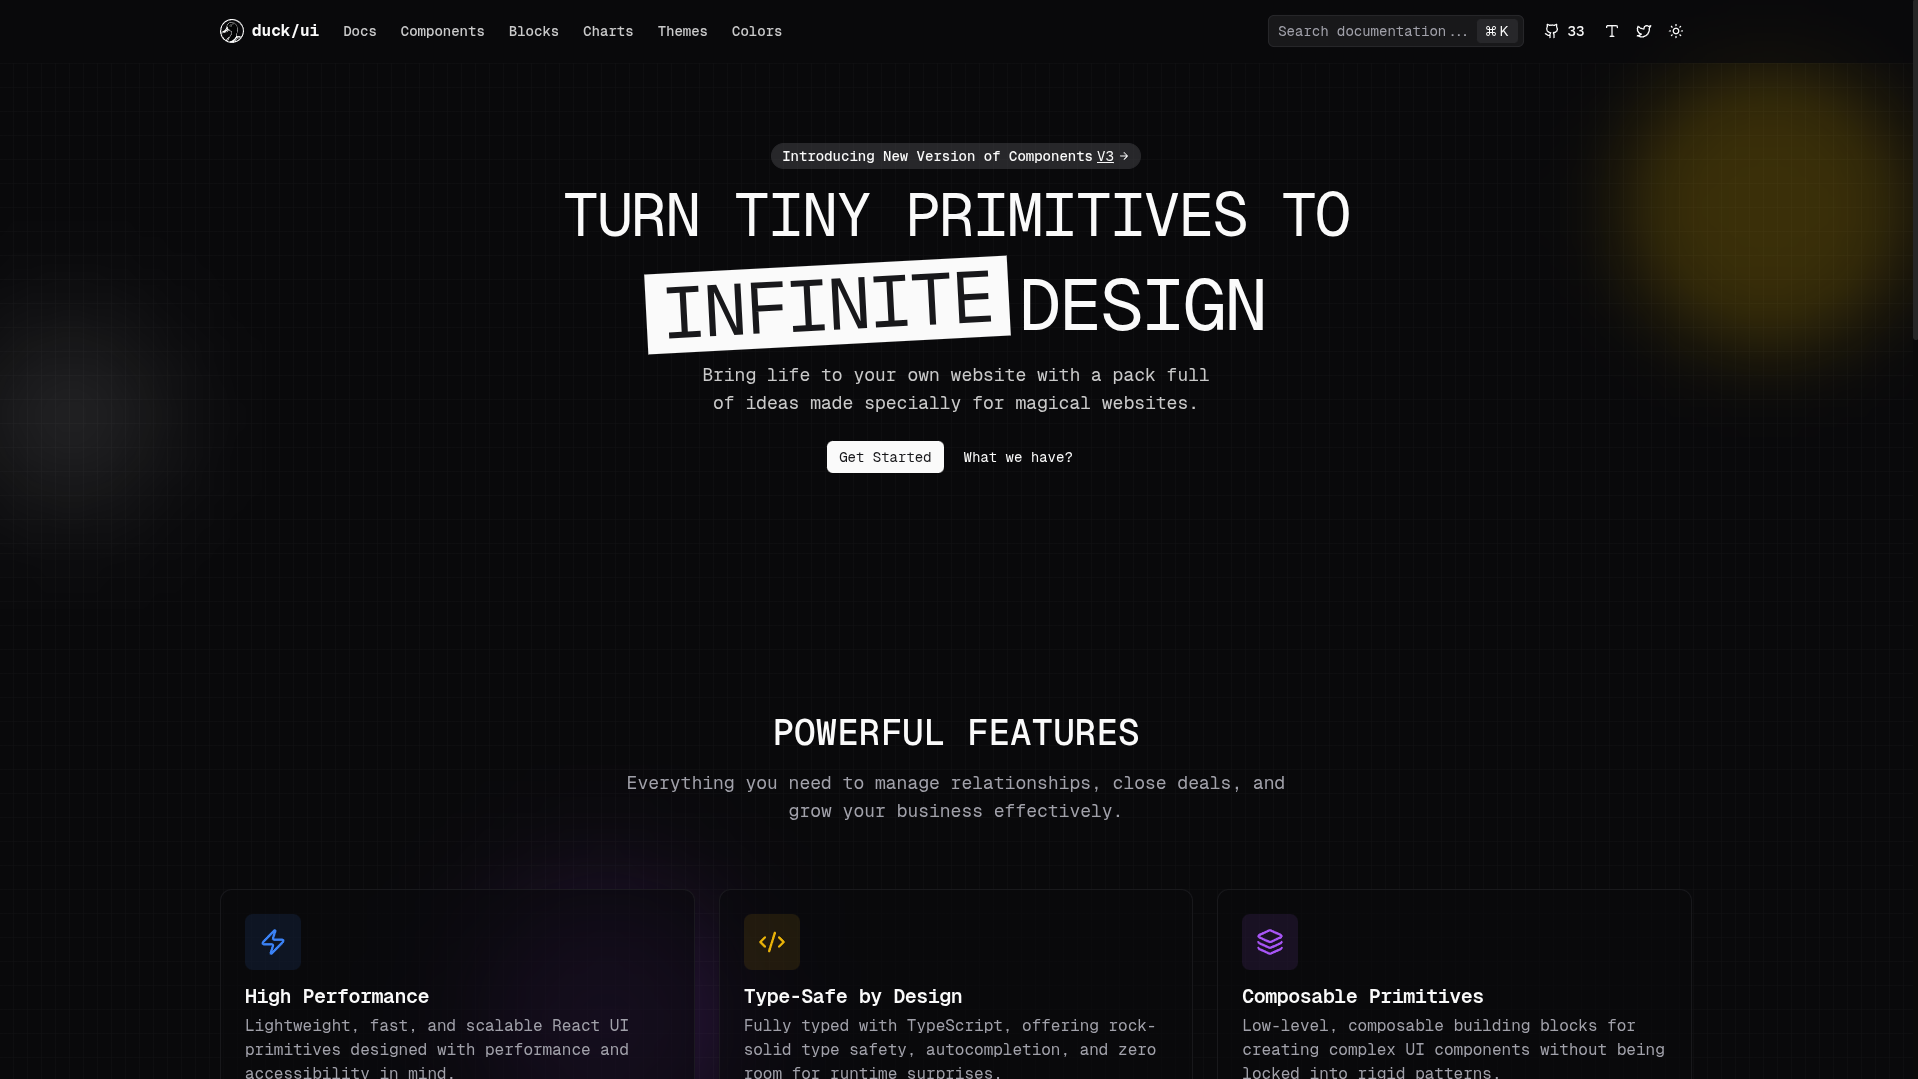 duck/ui Docs Components Blocks Charts Themes Colors Search documentation... ⌘K 33
Introducing New Version of Components V3 →
TURN TINY PRIMITIVES TO
INFINITE DESIGN
Bring life to your own website with a pack full
of ideas made specially for magical websites.
Get Started What we have?
POWERFUL FEATURES
Everything you need to manage relationships, close deals, and
grow your business effectively.
High Performance
Lightweight, fast, and scalable React UI
primitives designed with performance and
accessibility in mind.
Type-Safe by Design
Fully typed with TypeScript, offering rock-
solid type safety, autocompletion, and zero
room for runtime surprises.
Composable Primitives
Low-level, composable building blocks for
creating complex UI components without being
locked into rigid patterns.